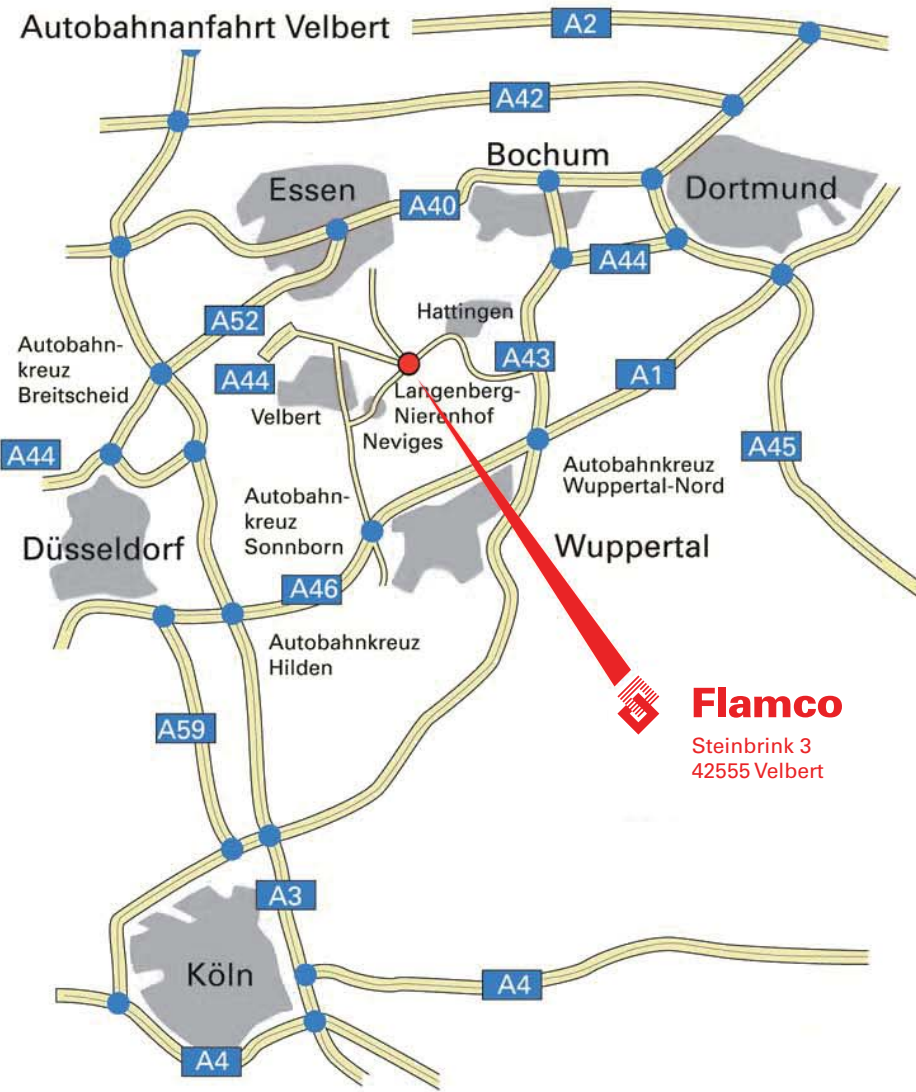 Autobahnanfahrt Velbert
A2
A42
Bochum
Essen
Dortmund
A40
A44
Hattingen
A52
Autobahn-
kreuz
Breitscheid
A43
A1
A44
Velbert
Langenberg-
Nierenhof
Neviges
A44
A45
Autobahnkreuz
Wuppertal-Nord
Autobahn-
kreuz
Sonnborn
Düsseldorf
Wuppertal
A46
Autobahnkreuz
Hilden
A59
Flamco
Steinbrink 3
42555 Velbert
A3
Köln
A4
A4